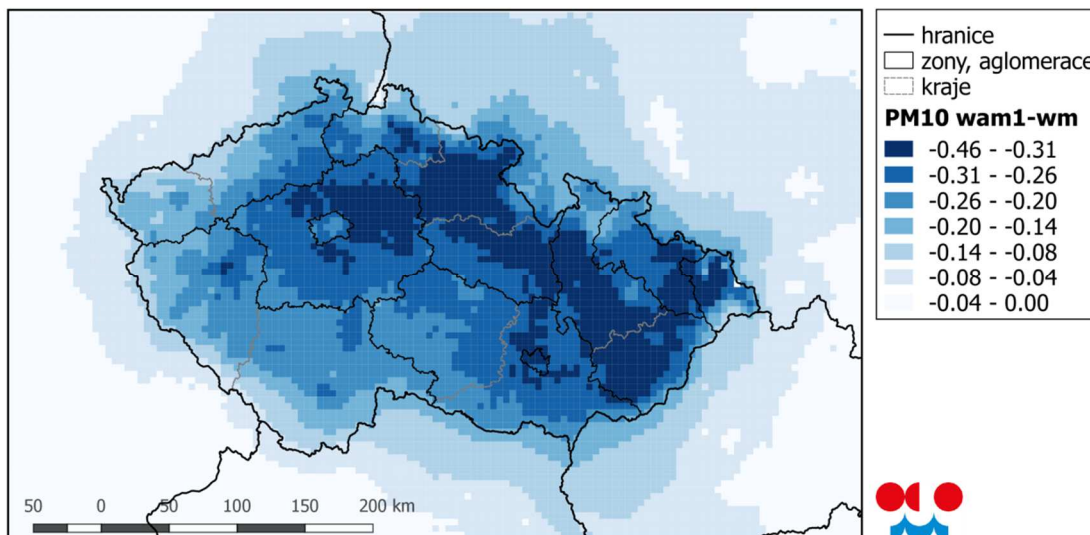 hranice
zony, aglomerace
kraje
PM10 wam1-wm
-0.46 - -0.31
-0.31 - -0.26
-0.26 - -0.20
-0.20 - -0.14
-0.14 - -0.08
-0.08 - -0.04
-0.04 - 0.00
50 0 50 100 150 200 km